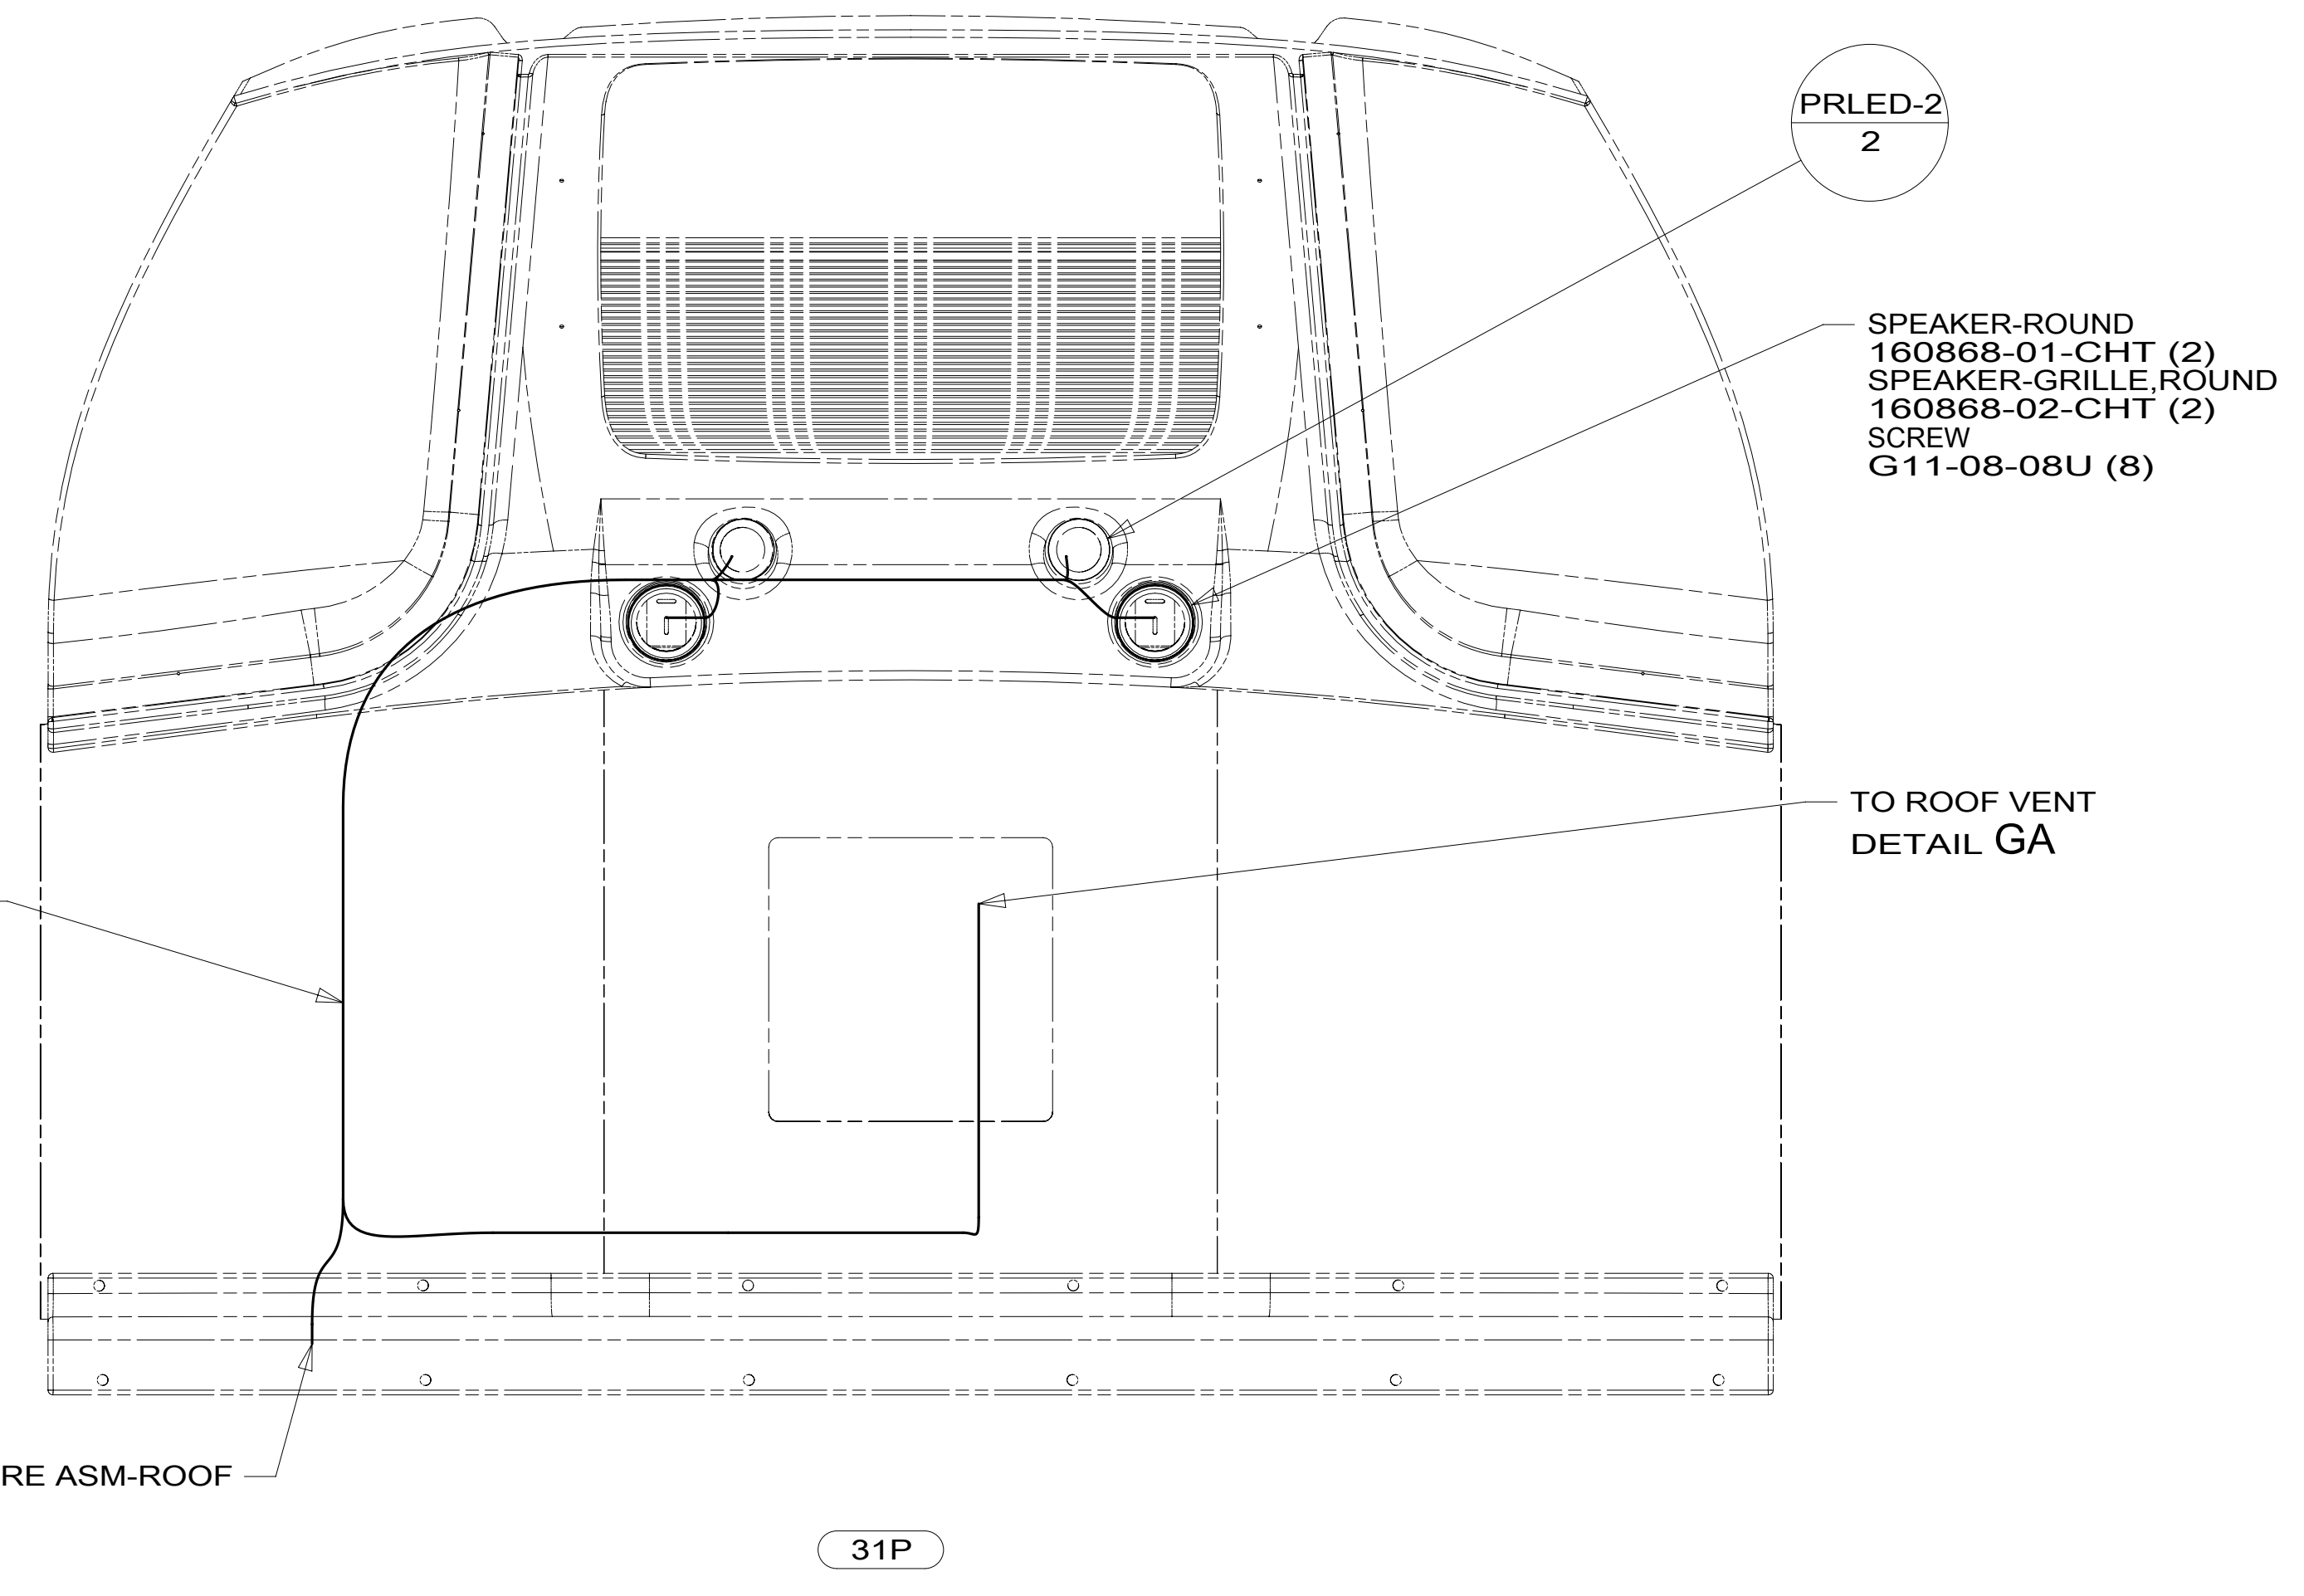 PRLED-2
2
SPEAKER-ROUND
160868-01-CHT (2)
SPEAKER-GRILLE,ROUND
160868-02-CHT (2)
SCREW
G11-08-08U (8)
TO ROOF VENT
DETAIL GA
RE ASM-ROOF
31P